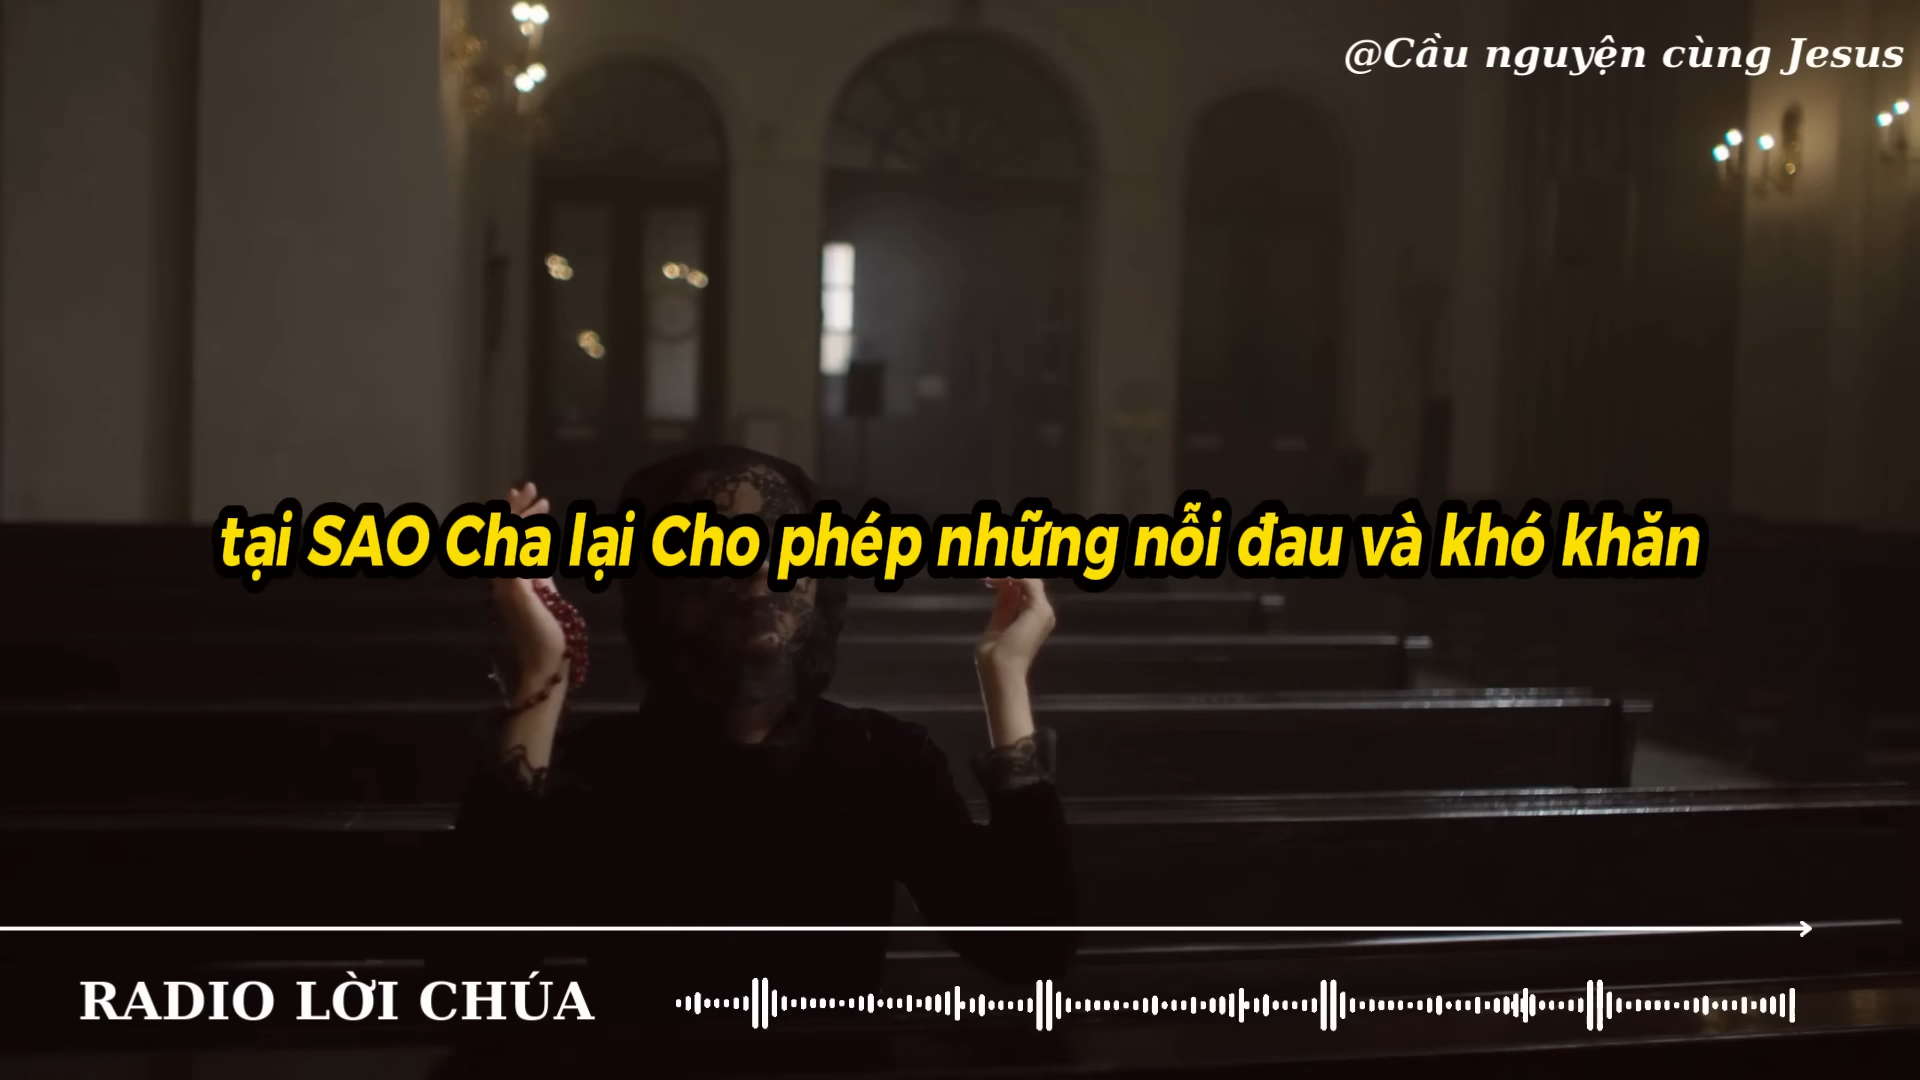 @Cầu nguyện cùng Jesus
tại SAO Cha lại Cho phép những nỗi đau và khó khăn
RADIO LỜI CHÚA